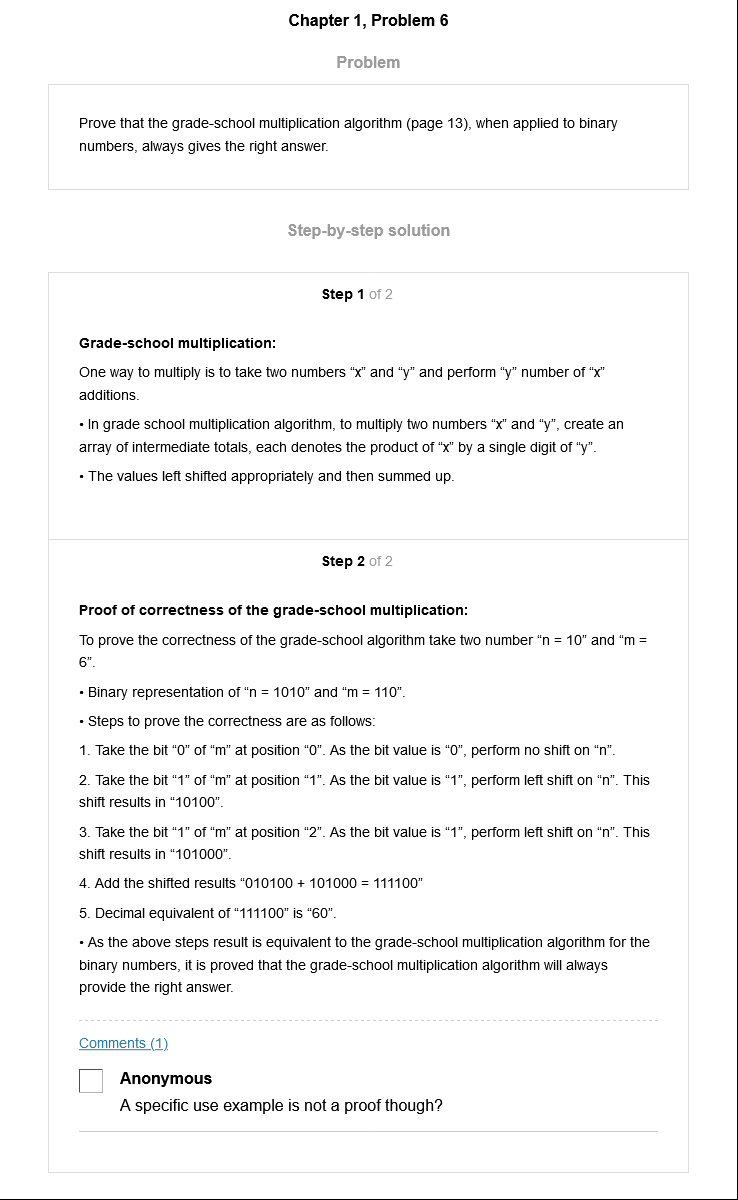 Chapter 1, Problem 6
Problem
Prove that the grade-school multiplication algorithm (page 13), when applied to binary
numbers, always gives the right answer.
Step-by-step solution
Step 1 of 2
Grade-school multiplication:
One way to multiply is to take two numbers “x” and “y” and perform “y” number of “x”
additions.
• In grade school multiplication algorithm, to multiply two numbers “x” and “y”, create an
array of intermediate totals, each denotes the product of “x” by a single digit of “y”.
• The values left shifted appropriately and then summed up.
Step 2 of 2
Proof of correctness of the grade-school multiplication:
To prove the correctness of the grade-school algorithm take two number “n = 10” and “m =
6”.
• Binary representation of “n = 1010” and “m = 110”.
• Steps to prove the correctness are as follows:
1. Take the bit “0” of “m” at position “0”. As the bit value is “0”, perform no shift on “n”.
2. Take the bit “1” of “m” at position “1”. As the bit value is “1”, perform left shift on “n”. This
shift results in “10100”.
3. Take the bit “1” of “m” at position “2”. As the bit value is “1”, perform left shift on “n”. This
shift results in “101000”.
4. Add the shifted results “010100 + 101000 = 111100”
5. Decimal equivalent of “111100” is “60”.
• As the above steps result is equivalent to the grade-school multiplication algorithm for the
binary numbers, it is proved that the grade-school multiplication algorithm will always
provide the right answer.
Comments (1)
Anonymous
A specific use example is not a proof though?